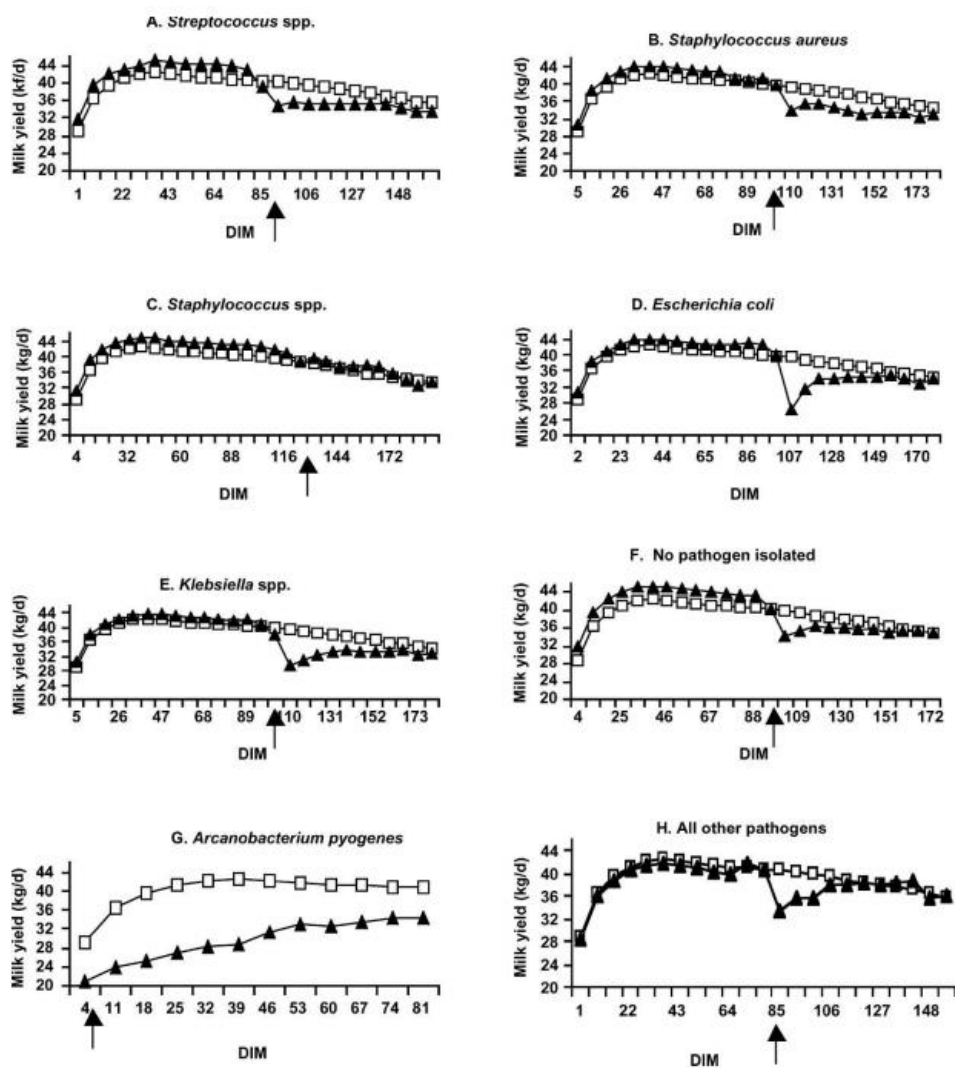 A. Streptococcus spp.
Milk yield (kf/d)
44
40
36
32
28
24
20
1 22 43 64 85 106 127 148
DIM
B. Staphylococcus aureus
Milk yield (kg/d)
44
40
36
32
28
24
20
5 26 47 68 89 110 131 152 173
DIM
C. Staphylococcus spp.
Milk yield (kg/d)
44
40
36
32
28
24
20
4 32 60 88 116 144 172
DIM
D. Escherichia coli
Milk yield (kg/d)
44
40
36
32
28
24
20
2 23 44 65 86 107 128 149 170
DIM
E. Klebsiella spp.
Milk yield (kg/d)
44
40
36
32
28
24
20
5 26 47 68 89 110 131 152 173
DIM
F. No pathogen isolated
Milk yield (kg/d)
44
40
36
32
28
24
20
4 25 46 67 88 109 130 151 172
DIM
G. Arcanobacterium pyogenes
Milk yield (kg/d)
44
40
36
32
28
24
20
4 11 18 25 32 39 46 53 60 67 74 81
DIM
H. All other pathogens
Milk yield (kg/d)
44
40
36
32
28
24
20
1 22 43 64 85 106 127 148
DIM